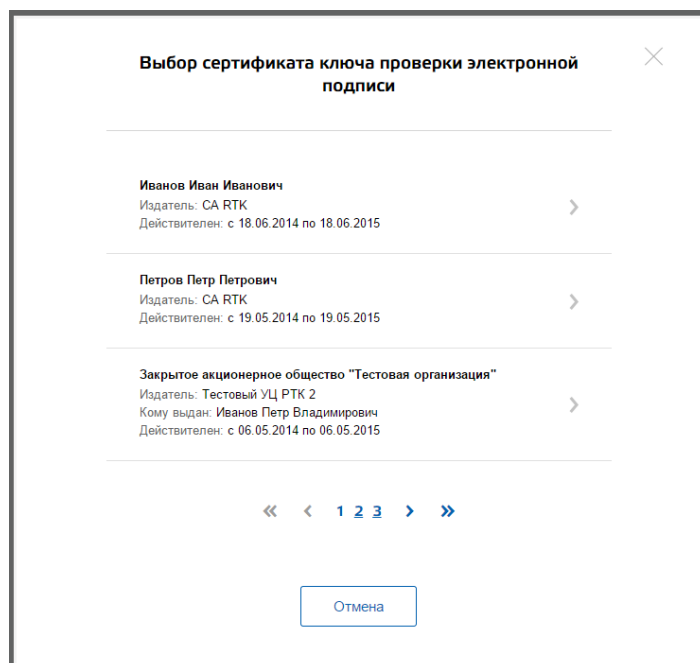 Выбор сертификата ключа проверки электронной
подписи
Иванов Иван Иванович
Издатель: CA RTK
Действителен: с 18.06.2014 по 18.06.2015
Петров Петр Петрович
Издатель: CA RTK
Действителен: с 19.05.2014 по 19.05.2015
Закрытое акционерное общество "Тестовая организация"
Издатель: Тестовый УЦ РТК 2
Кому выдан: Иванов Петр Владимирович
Действителен: с 06.05.2014 по 06.05.2015
« ‹ 1 2 3 › »
Отмена